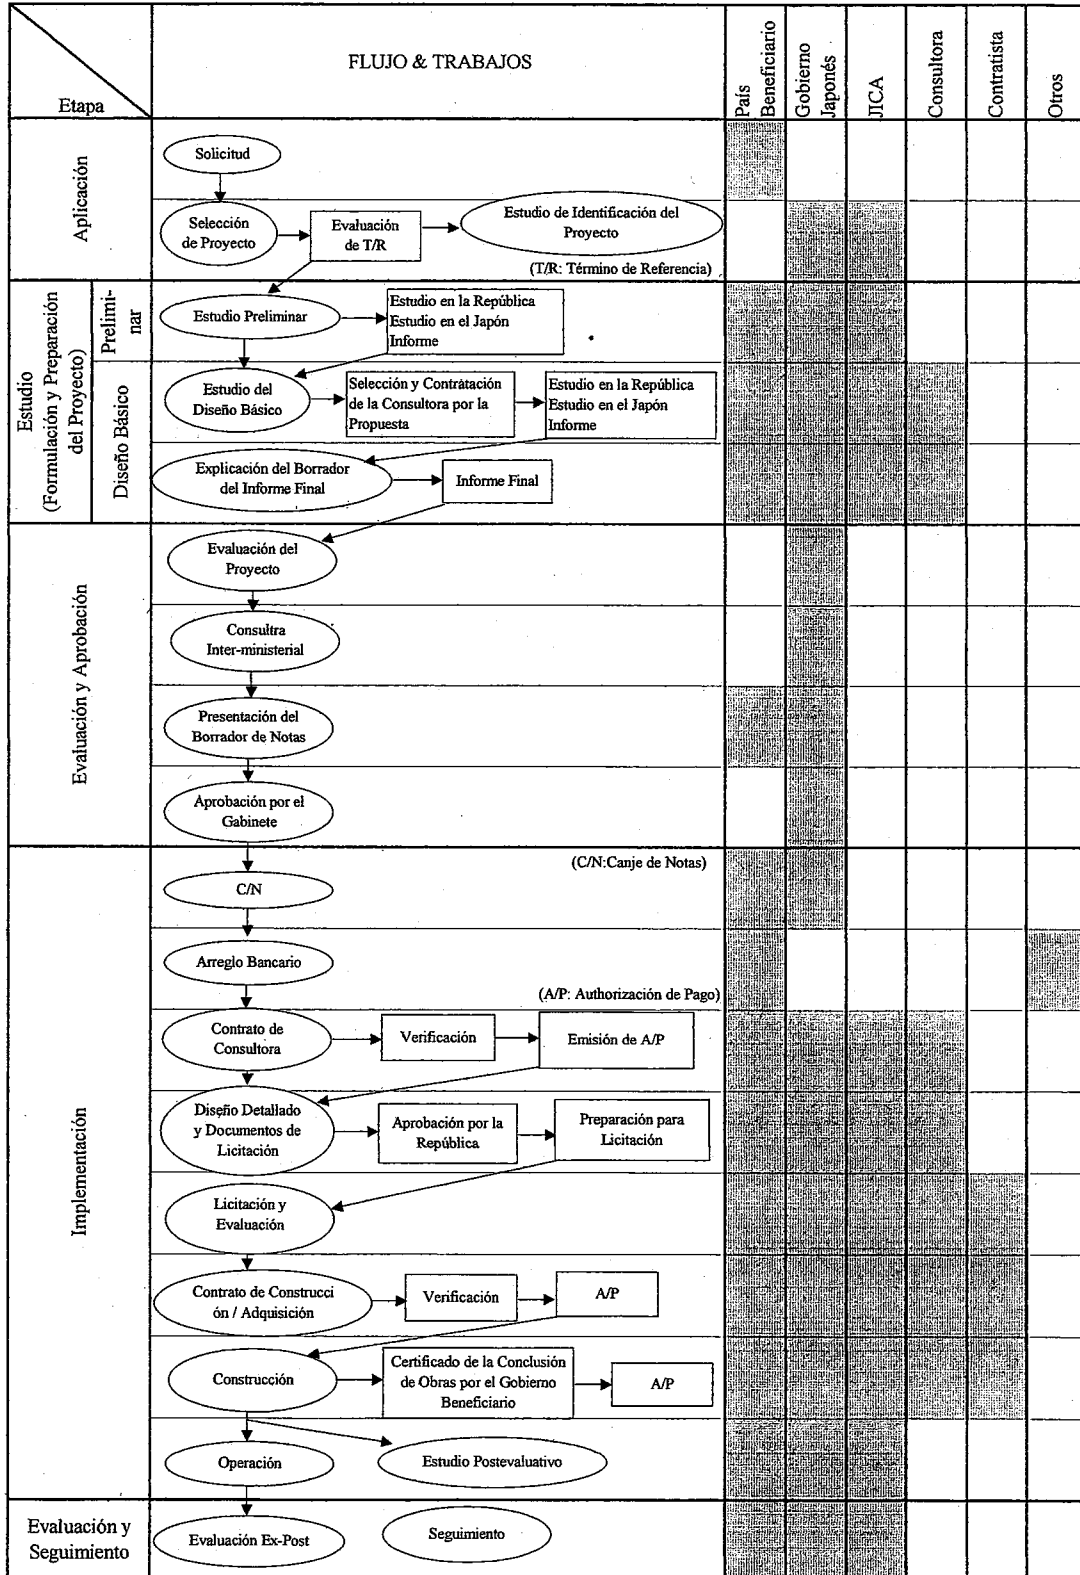 Etapa
FLUJO & TRABAJOS
País
Beneficiario
Gobierno
Japonés
JICA
Consultora
Contratista
Otros
Aplicación
Solicitud
Selección
de Proyecto
Evaluación
de T/R
Estudio de Identificación del
Proyecto
(T/R: Término de Referencia)
Estudio
(Formulación y Preparación
del Proyecto)
Prelimi-
nar
Estudio Preliminar
Estudio en la República
Estudio en el Japón
Informe
Diseño Básico
Estudio del
Diseño Básico
Selección y Contratación
de la Consultora por la
Propuesta
Estudio en la República
Estudio en el Japón
Informe
Explicación del Borrador
del Informe Final
Informe Final
Evaluación y Aprobación
Evaluación del
Proyecto
Consultra
Inter-ministerial
Presentación del
Borrador de Notas
Aprobación por el
Gabinete
Implementación
(C/N:Canje de Notas)
C/N
Arreglo Bancario
(A/P: Authorización de Pago)
Contrato de
Consultora
Verificación
Emisión de A/P
Diseño Detallado
y Documentos de
Licitación
Aprobación por la
República
Preparación para
Licitación
Licitación y
Evaluación
Contrato de Construcci
ón / Adquisición
Verificación
A/P
Construcción
Certificado de la Conclusión
de Obras por el Gobierno
Beneficiario
A/P
Operación
Estudio Postevaluativo
Evaluación y
Seguimiento
Evaluación Ex-Post
Seguimiento